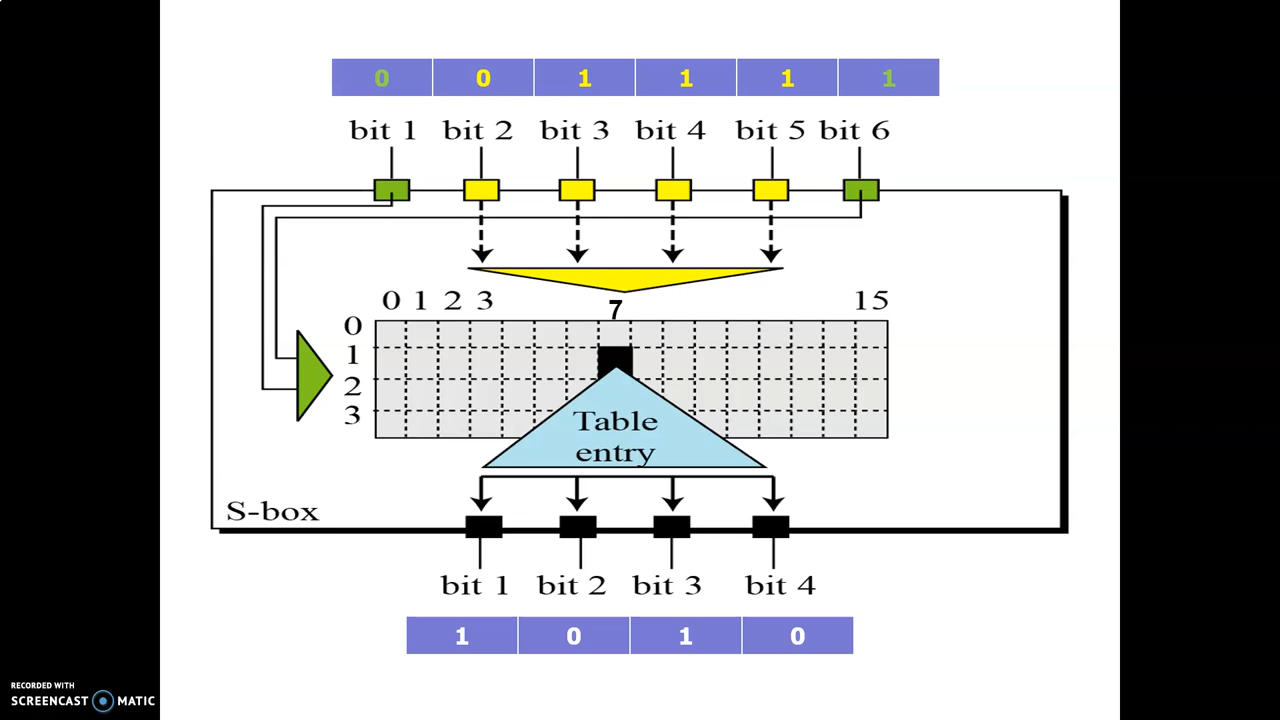 0 0 1 1 1 1
bit 1 bit 2 bit 3 bit 4 bit 5 bit 6
0 1 2 3 7 15
0
1
2
3
Table
entry
S-box
bit 1 bit 2 bit 3 bit 4
1 0 1 0
RECORDED WITH
SCREENCAST MATIC